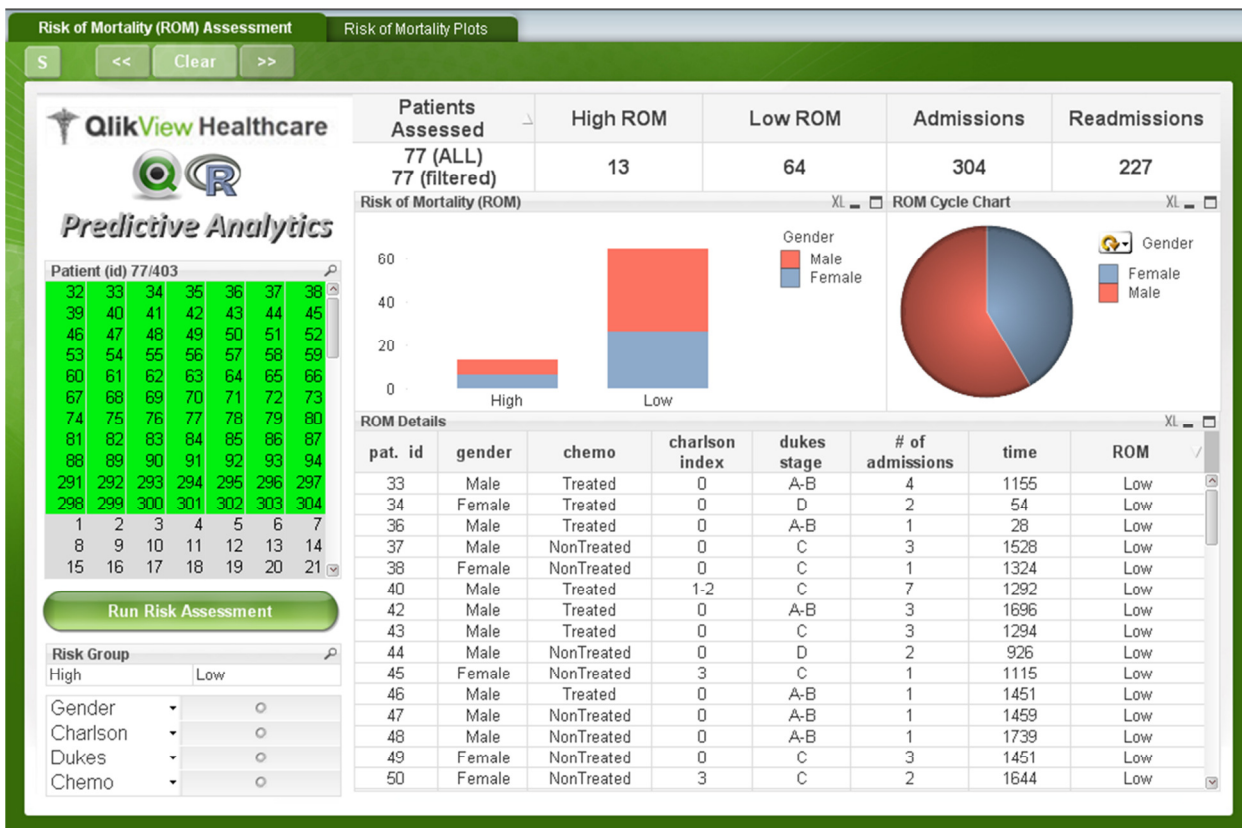 Risk of Mortality (ROM) Assessment
Risk of Mortality Plots
S
<<
Clear
>>
QlikView Healthcare
R
Predictive Analytics
Patient (id) 77/403
32 33 34 35 36 37 38
39 40 41 42 43 44 45
46 47 48 49 50 51 52
53 54 55 56 57 58 59
60 61 62 63 64 65 66
67 68 69 70 71 72 73
74 75 76 77 78 79 80
81 82 83 84 85 86 87
88 89 90 91 92 93 94
291 292 293 294 295 296 297
298 299 300 301 302 303 304
1 2 3 4 5 6 7
8 9 10 11 12 13 14
15 16 17 18 19 20 21
Run Risk Assessment
Risk Group
High Low
Gender
Charlson
Dukes
Chemo
Patients Assessed
High ROM
Low ROM
Admissions
Readmissions
77 (ALL)
77 (filtered)
13
64
304
227
Risk of Mortality (ROM)
XL
60
40
20
0
High
Low
Gender
Male
Female
ROM Cycle Chart
XL
Gender
Female
Male
ROM Details
XL
pat. id gender chemo charlson index dukes stage # of admissions time ROM
33 Male Treated 0 A-B 4 1155 Low
34 Female Treated 0 D 2 54 Low
36 Male Treated 0 A-B 1 28 Low
37 Male NonTreated 0 C 3 1528 Low
38 Female NonTreated 0 C 1 1324 Low
40 Male Treated 1-2 C 7 1292 Low
42 Male Treated 0 A-B 3 1696 Low
43 Male Treated 0 C 3 1294 Low
44 Male NonTreated 0 D 2 926 Low
45 Female NonTreated 3 C 1 1115 Low
46 Male Treated 0 A-B 1 1451 Low
47 Male NonTreated 0 A-B 1 1459 Low
48 Male NonTreated 0 A-B 1 1739 Low
49 Female NonTreated 0 C 3 1451 Low
50 Female NonTreated 3 C 2 1644 Low